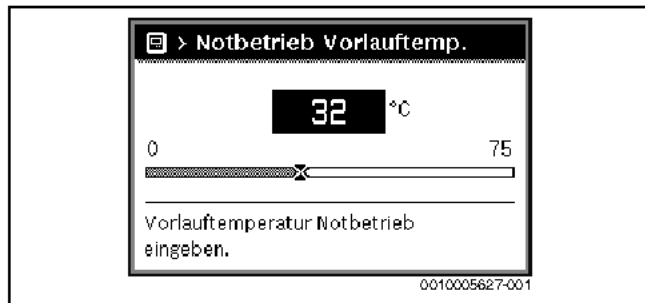 > Notbetrieb Vorlauftemp.
32 °C
0 75
Vorlauftemperatur Notbetrieb
eingeben.
0010005627-001